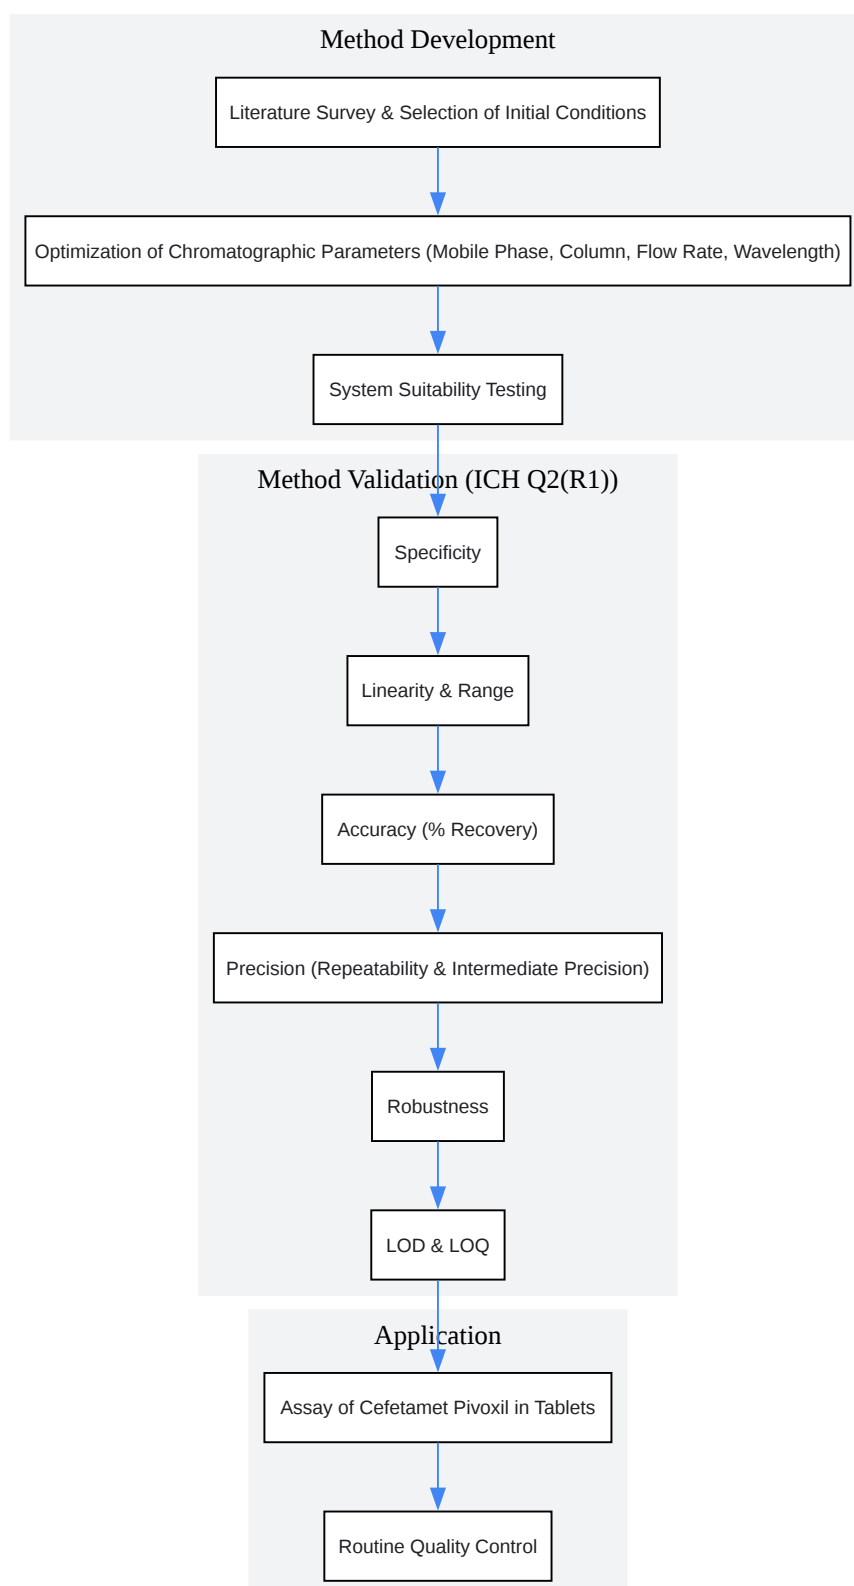 Method Development
Literature Survey & Selection of Initial Conditions
Optimization of Chromatographic Parameters (Mobile Phase, Column, Flow Rate, Wavelength)
System Suitability Testing
Method Validation (ICH Q2(R1))
Specificity
Linearity & Range
Accuracy (% Recovery)
Precision (Repeatability & Intermediate Precision)
Robustness
LOD & LOQ
Application
Assay of Cefetamet Pivoxil in Tablets
Routine Quality Control